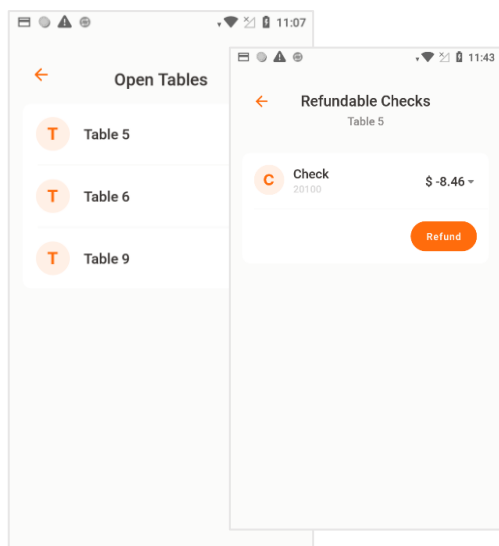 11:07
Open Tables
T Table 5
T Table 6
T Table 9
11:43
Refundable Checks
Table 5
C Check
20100
$ -8.46
Refund